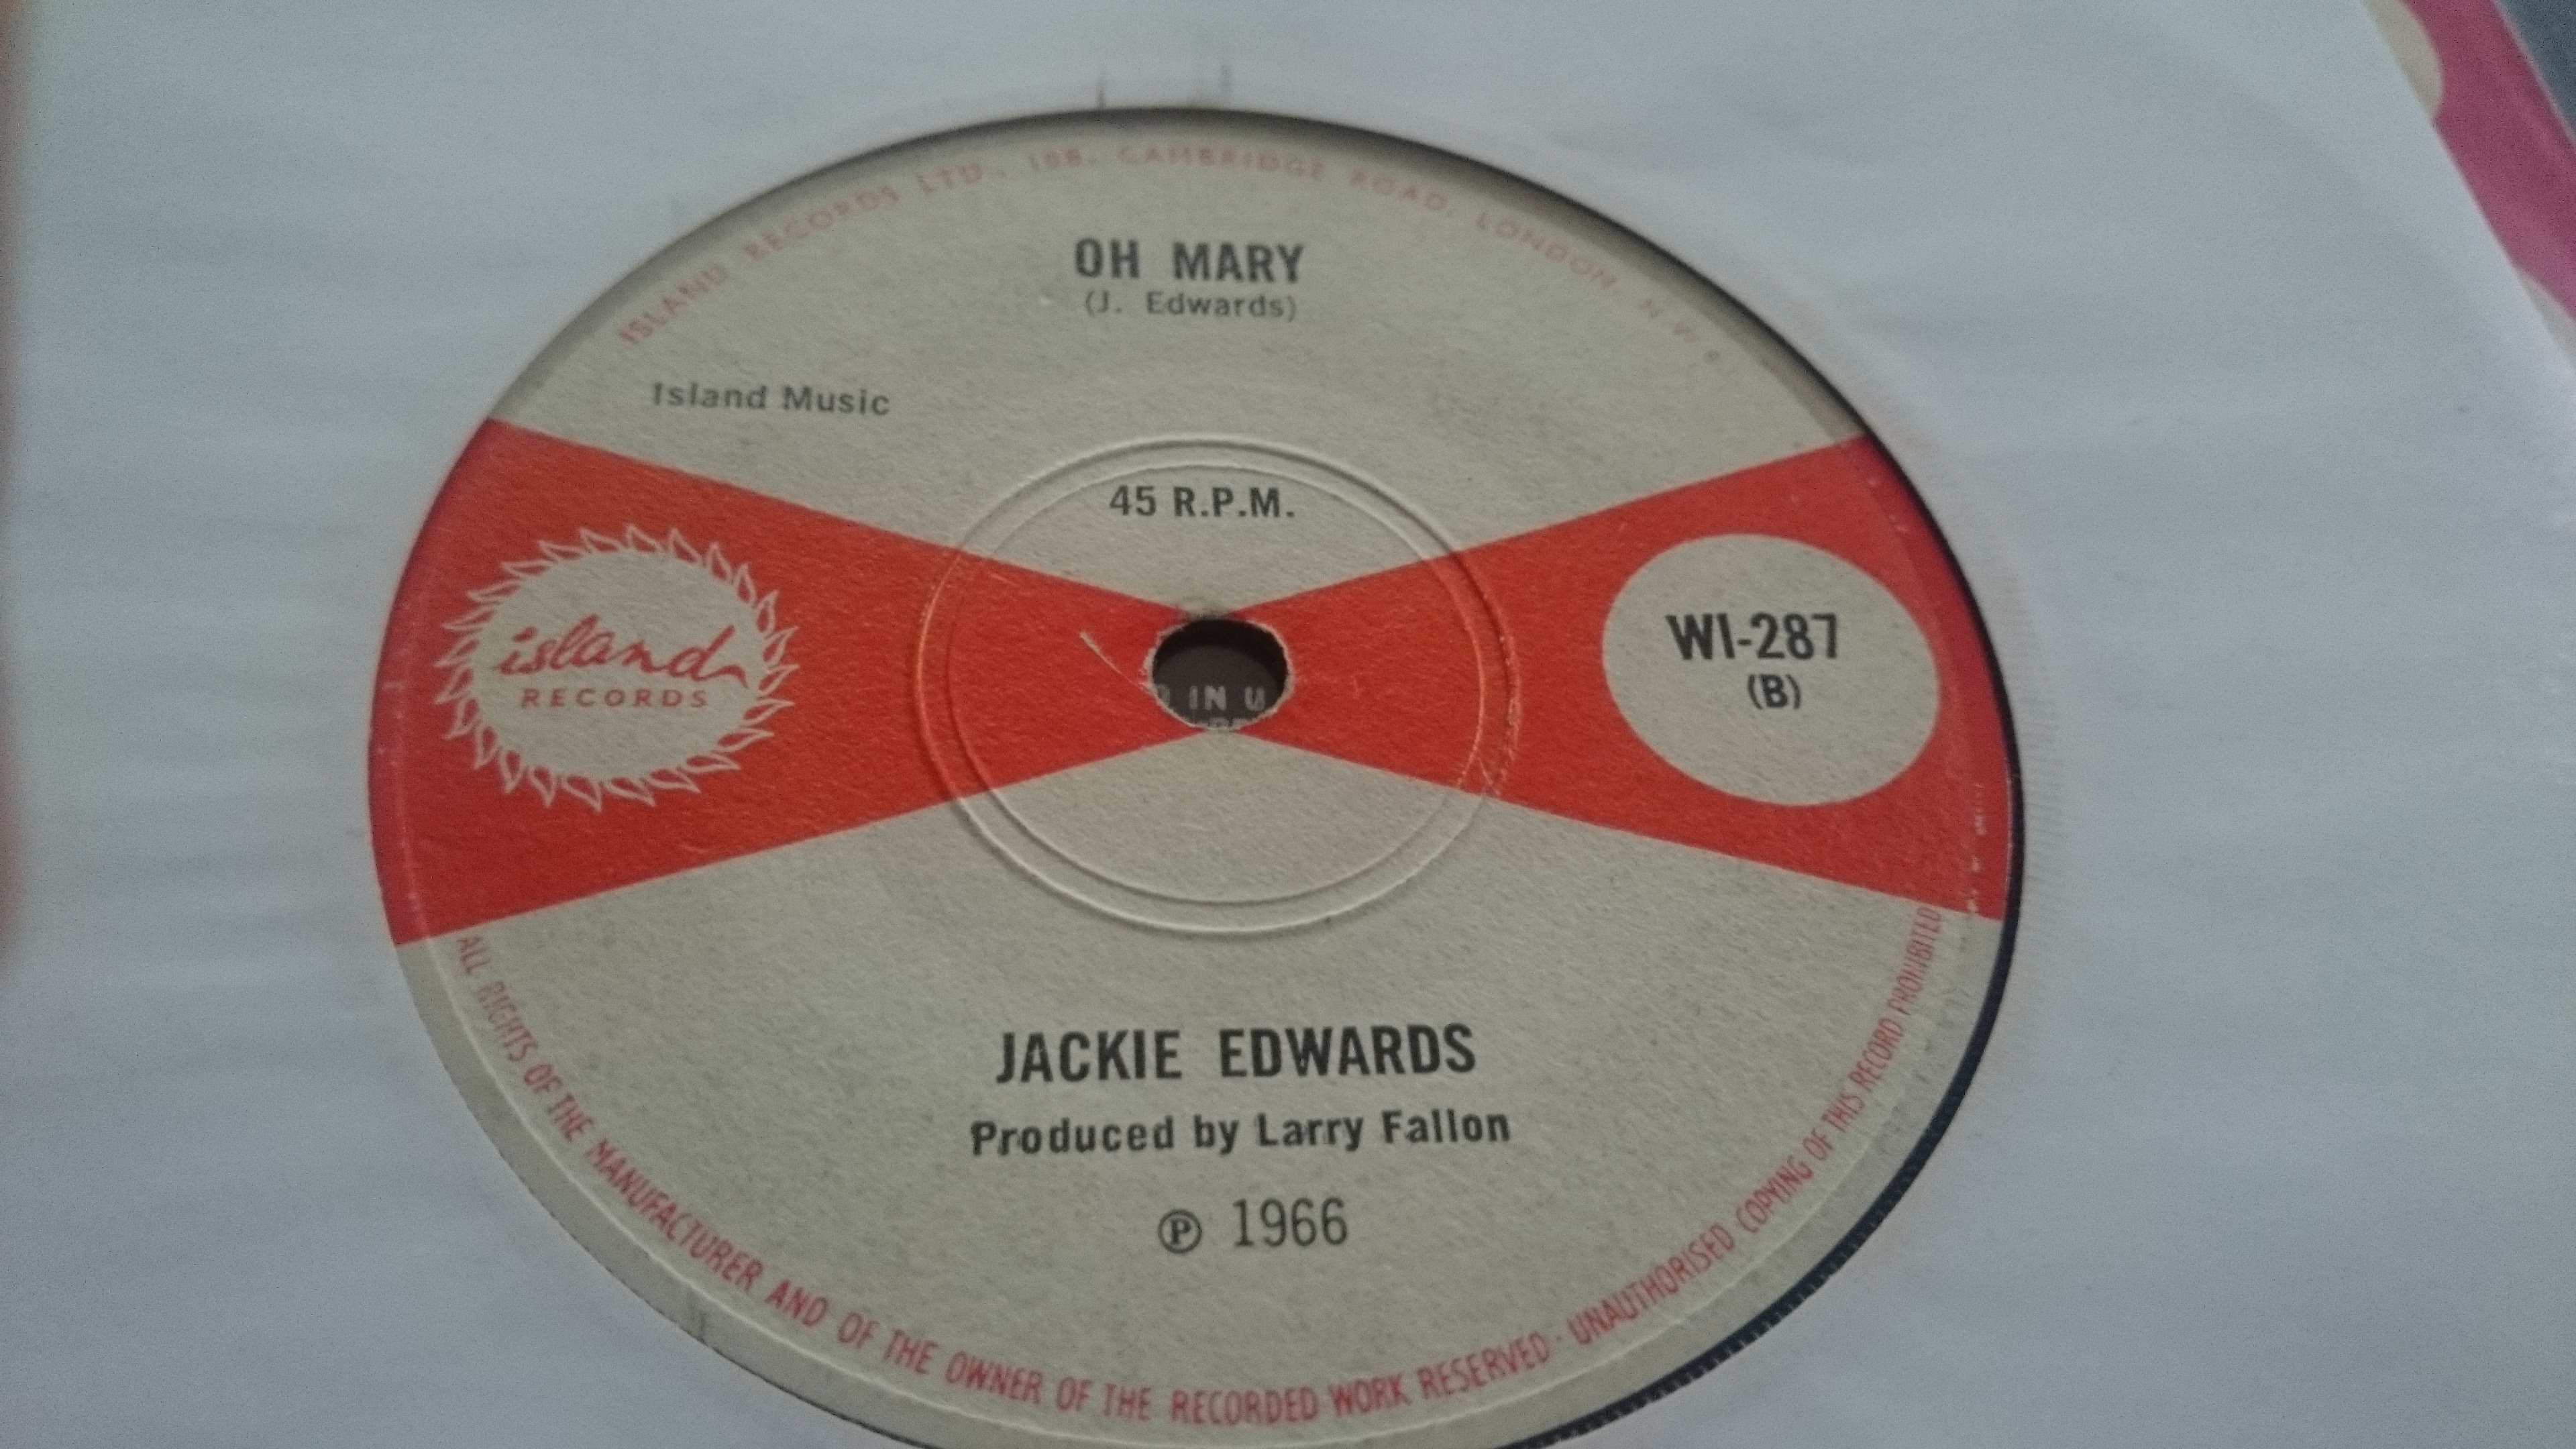 ISLAND RECORDS LTD. 108, CAMBRIDGE ROAD, LONDON N.W.6
OH MARY
(J. Edwards)
Island Music
45 R.P.M.
island
RECORDS
WI-287
(B)
IN U
JACKIE EDWARDS
Produced by Larry Fallon
℗ 1966
ALL RIGHTS OF THE MANUFACTURER AND OF THE OWNER OF THE RECORDED WORK RESERVED · UNAUTHORISED COPYING OF THIS RECORD PROHIBITED